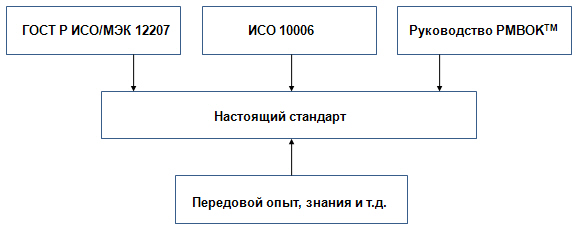 ГОСТ Р ИСО/МЭК 12207
ИСО 10006
Руководство PMBOK™
Настоящий стандарт
Передовой опыт, знания и т.д.